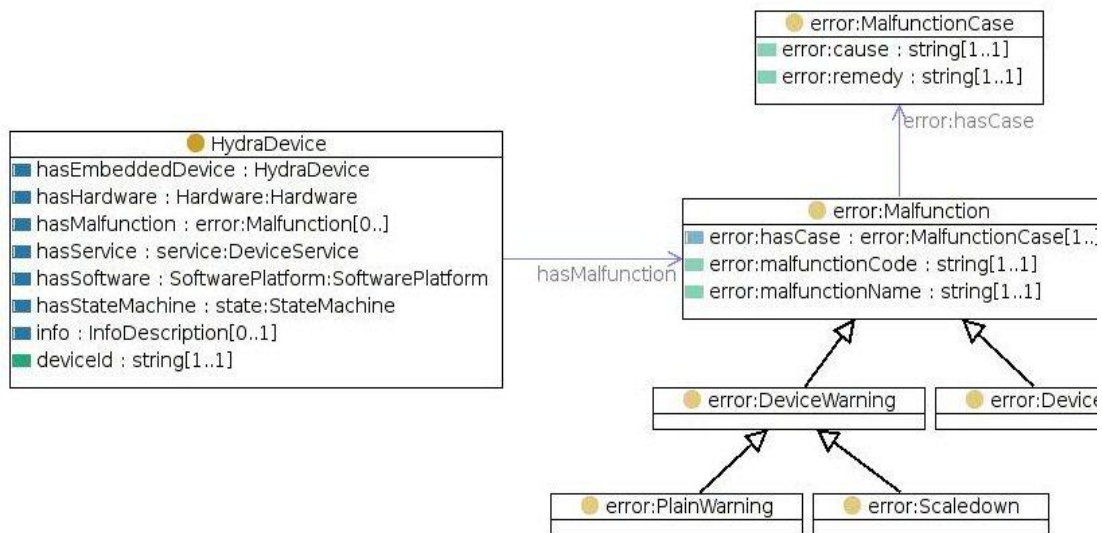 error:MalfunctionCase
error:cause : string[1..1]
error:remedy : string[1..1]
error:hasCase
HydraDevice
hasEmbeddedDevice : HydraDevice
hasHardware : Hardware:Hardware
hasMalfunction : error:Malfunction[0..]
hasService : service:DeviceService
hasSoftware : SoftwarePlatform:SoftwarePlatform
hasStateMachine : state:StateMachine
info : InfoDescription[0..1]
deviceId : string[1..1]
hasMalfunction
error:Malfunction
error:hasCase : error:MalfunctionCase[1..
error:malfunctionCode : string[1..1]
error:malfunctionName : string[1..1]
error:DeviceWarning
error:Device
error:PlainWarning
error:Scaledown